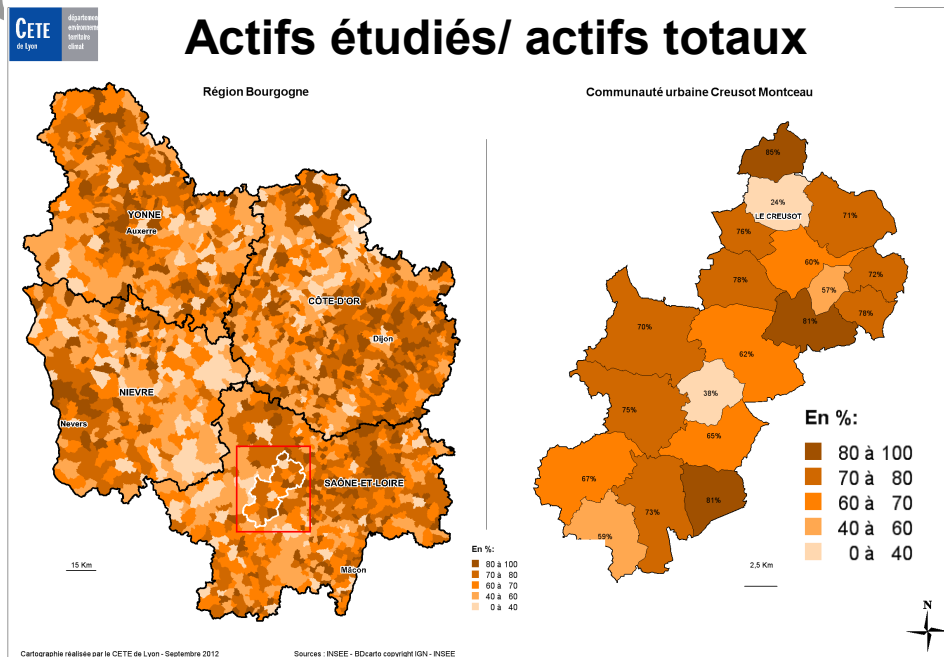 CETE
de Lyon
département
environnement
territoire
climat
Actifs étudiés/ actifs totaux
Région Bourgogne
Communauté urbaine Creusot Montceau
YONNE
Auxerre
CÔTE-D'OR
Dijon
NIEVRE
Nevers
SAÔNE-ET-LOIRE
Mâcon
15 Km
En %:
80 à 100
70 à 80
60 à 70
40 à 60
0 à 40
85%
24%
LE CREUSOT
71%
76%
60%
72%
78%
57%
78%
81%
70%
62%
38%
75%
65%
67%
81%
73%
59%
En %:
80 à 100
70 à 80
60 à 70
40 à 60
0 à 40
2,5 Km
N
Cartographie réalisée par le CETE de Lyon - Septembre 2012
Sources : INSEE - BDcarto copyright IGN - INSEE